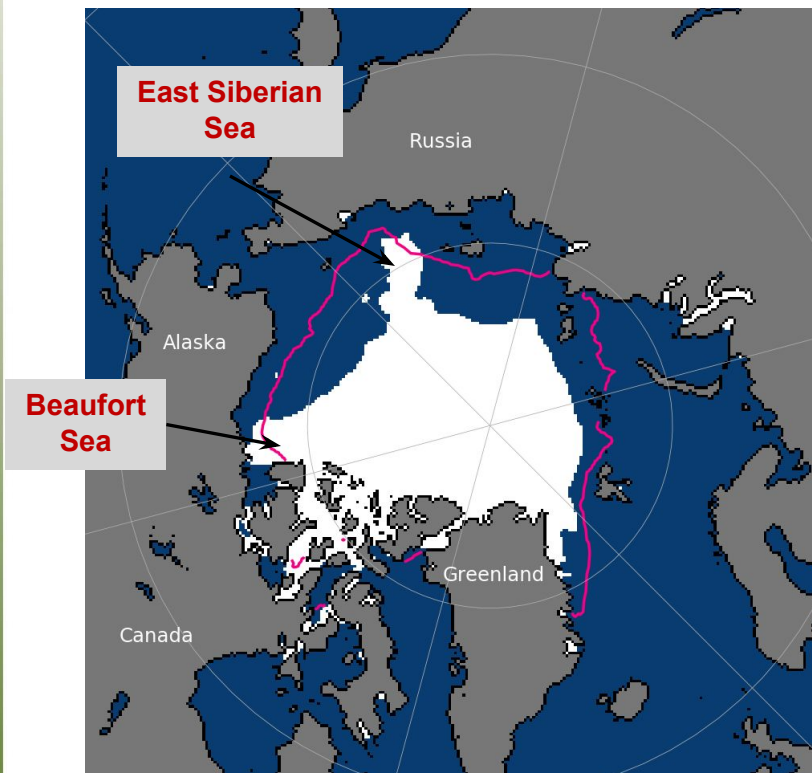 East Siberian
Sea
Russia
Alaska
Beaufort
Sea
Greenland
Canada